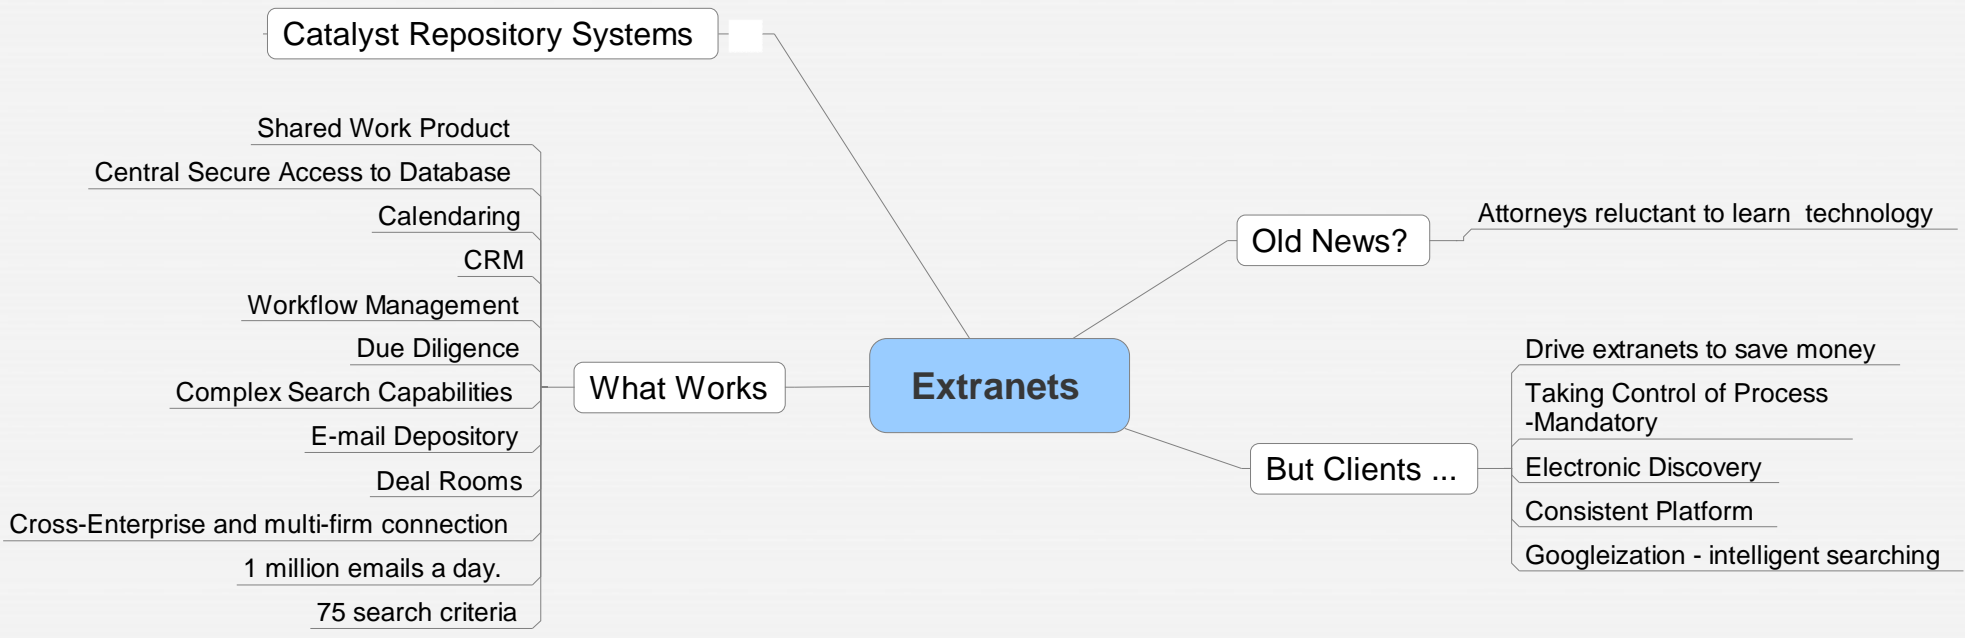 Catalyst Repository Systems
Shared Work Product
Central Secure Access to Database
Calendaring
CRM
Workflow Management
Due Diligence
Complex Search Capabilities
E-mail Depository
Deal Rooms
Cross-Enterprise and multi-firm connection
1 million emails a day.
75 search criteria
What Works
Extranets
Old News?
Attorneys reluctant to learn  technology
But Clients ...
Drive extranets to save money
Taking Control of Process
-Mandatory
Electronic Discovery
Consistent Platform
Googleization - intelligent searching